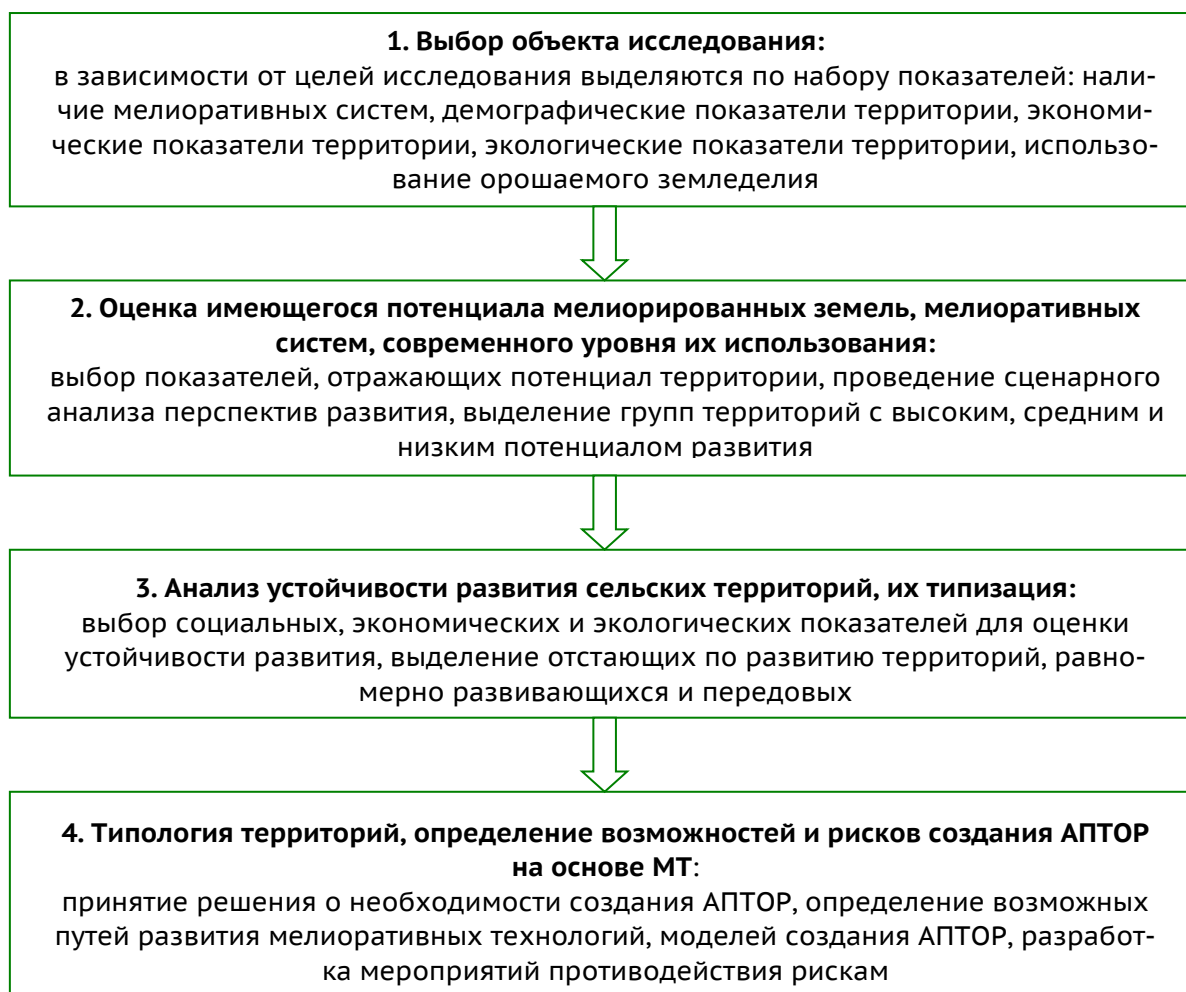 1. Выбор объекта исследования:
в зависимости от целей исследования выделяются по набору показателей: нали-
чие мелиоративных систем, демографические показатели территории, экономи-
ческие показатели территории, экологические показатели территории, использо-
вание орошаемого земледелия
2. Оценка имеющегося потенциала мелиорированных земель, мелиоративных
систем, современного уровня их использования:
выбор показателей, отражающих потенциал территории, проведение сценарного
анализа перспектив развития, выделение групп территорий с высоким, средним и
низким потенциалом развития
3. Анализ устойчивости развития сельских территорий, их типизация:
выбор социальных, экономических и экологических показателей для оценки
устойчивости развития, выделение отстающих по развитию территорий, равно-
мерно развивающихся и передовых
4. Типология территорий, определение возможностей и рисков создания АПТОР
на основе МТ:
принятие решения о необходимости создания АПТОР, определение возможных
путей развития мелиоративных технологий, моделей создания АПТОР, разработ-
ка мероприятий противодействия рискам